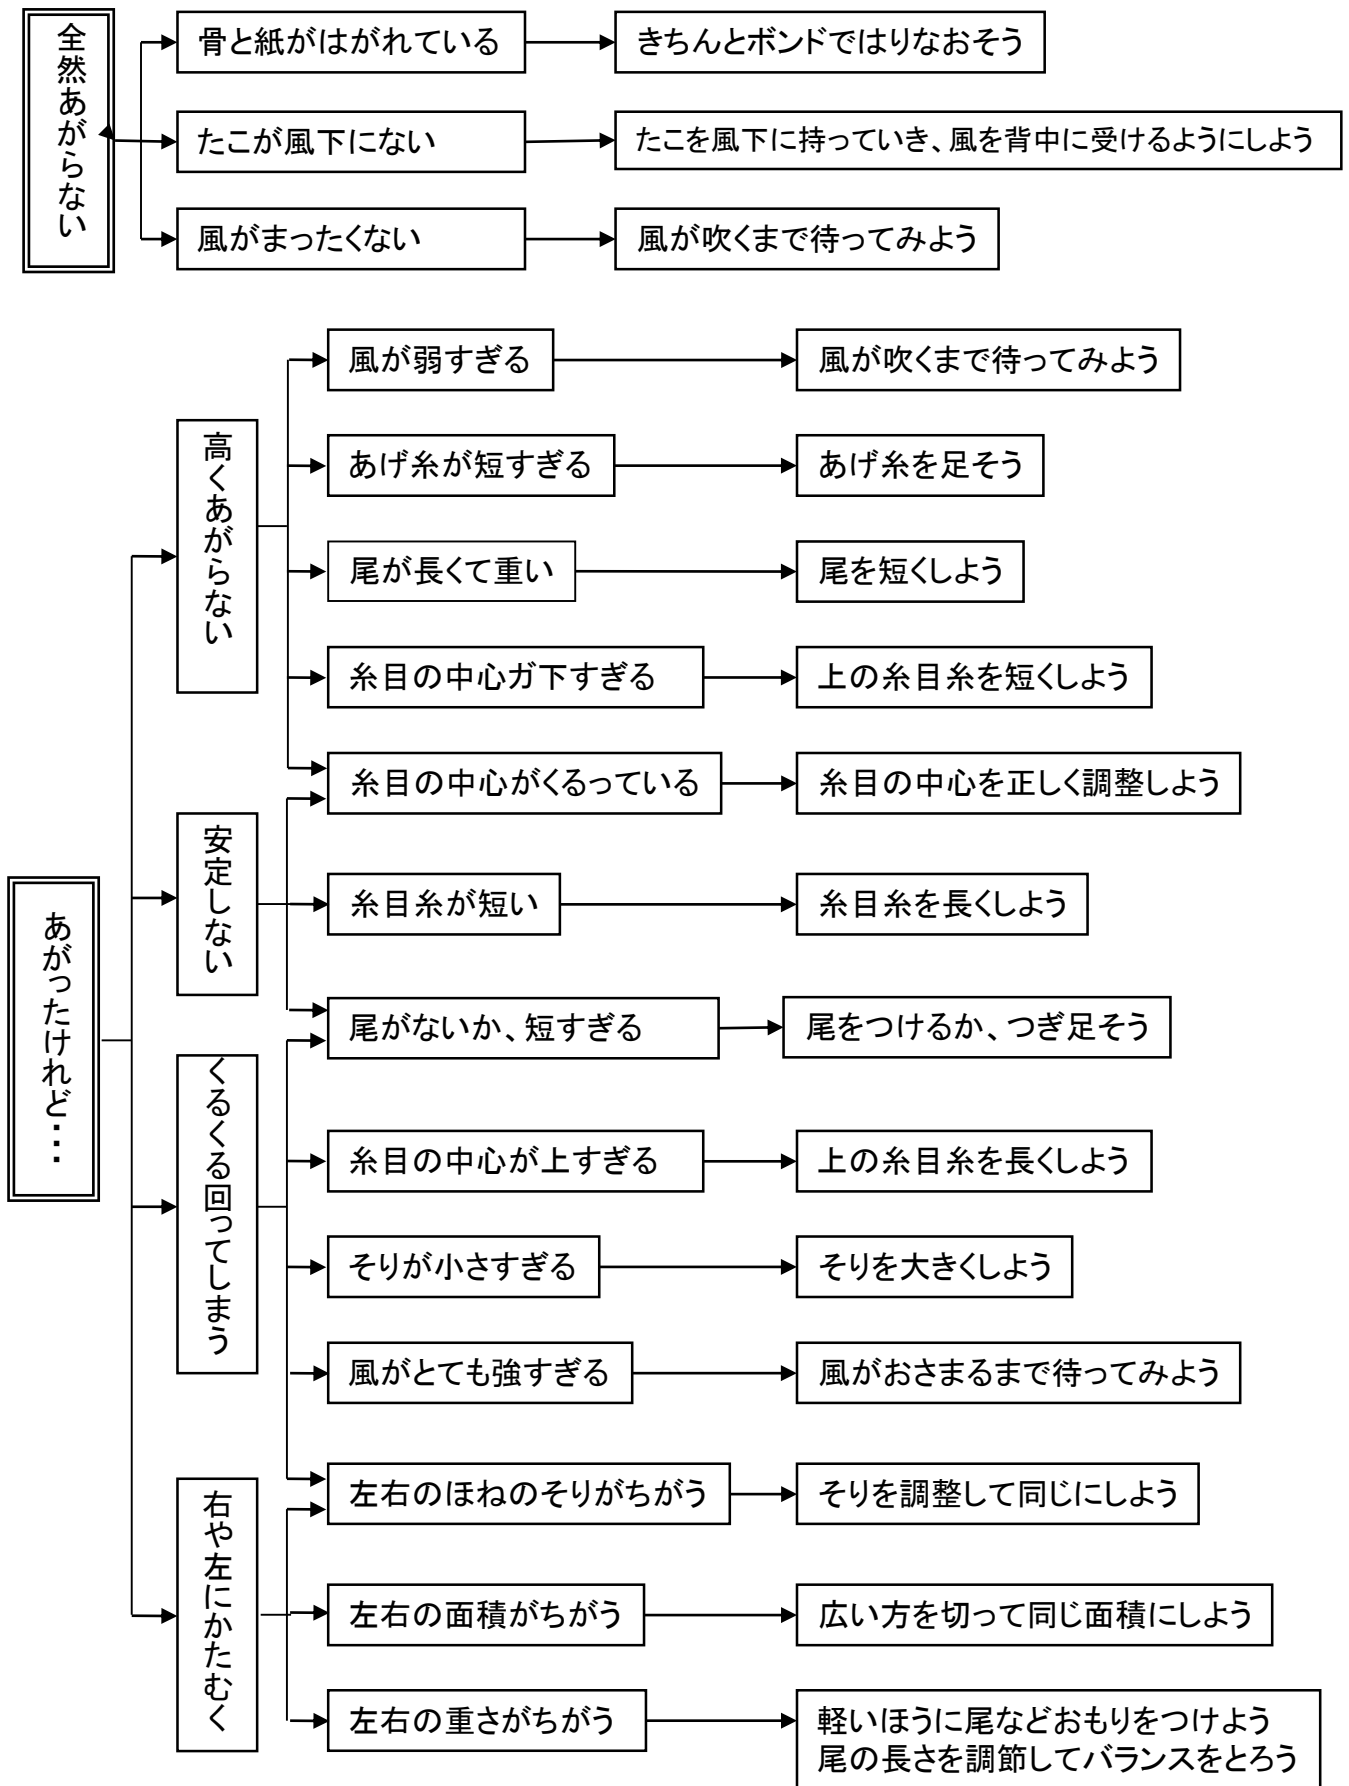 全然あがらない
骨と紙がはがれている
きちんとボンドではりなおそう
たこが風下にない
たこを風下に持っていき、風を背中に受けるようにしよう
風がまったくない
風が吹くまで待ってみよう
あがったけれど・・・
高くあがらない
風が弱すぎる
風が吹くまで待ってみよう
あげ糸が短すぎる
あげ糸を足そう
尾が長くて重い
尾を短くしよう
糸目の中心ガ下すぎる
上の糸目糸を短くしよう
糸目の中心がくるっている
糸目の中心を正しく調整しよう
安定しない
糸目糸が短い
糸目糸を長くしよう
尾がないか、短すぎる
尾をつけるか、つぎ足そう
くるくる回ってしまう
糸目の中心が上すぎる
上の糸目糸を長くしよう
そりが小さすぎる
そりを大きくしよう
風がとても強すぎる
風がおさまるまで待ってみよう
左右のほねのそりがちがう
そりを調整して同じにしよう
右や左にかたむく
左右の面積がちがう
広い方を切って同じ面積にしよう
左右の重さがちがう
軽いほうに尾などおもりをつけよう
尾の長さを調節してバランスをとろう